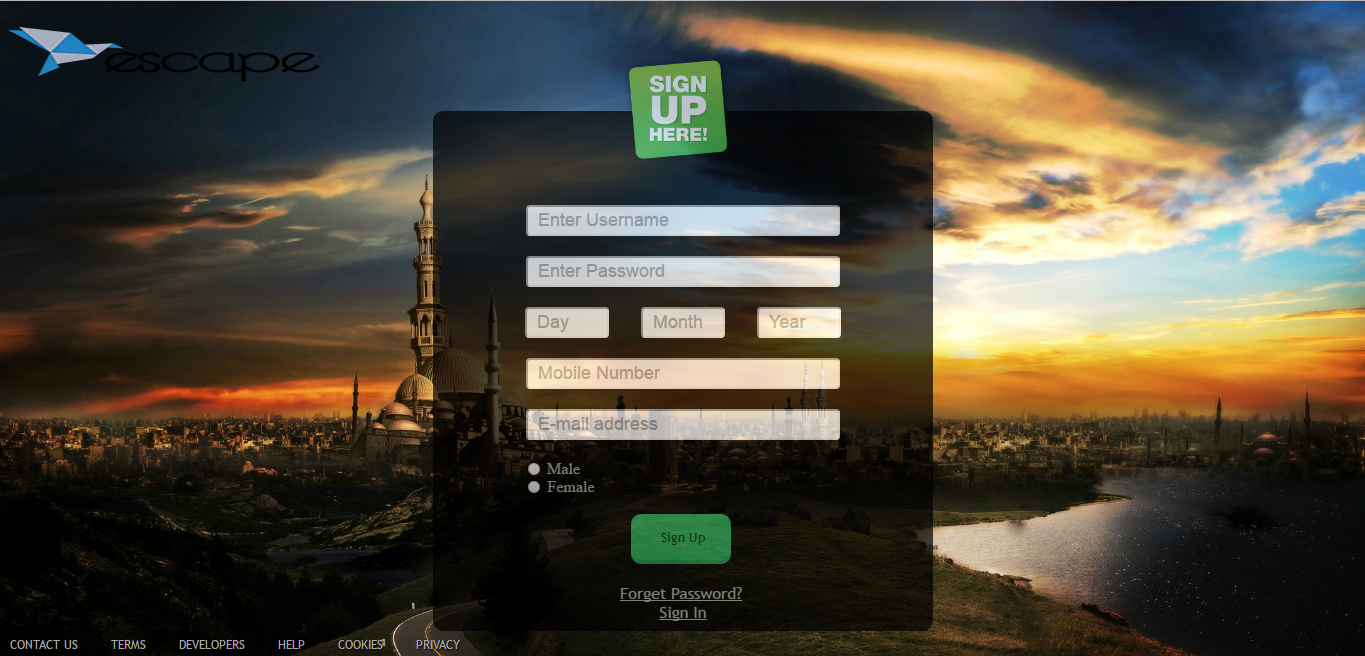 escape
SIGN
UP
HERE!
Enter Username
Enter Password
Day Month Year
Mobile Number
E-mail address
Male
Female
Sign Up
Forget Password?
Sign In
CONTACT US TERMS DEVELOPERS HELP COOKIES PRIVACY